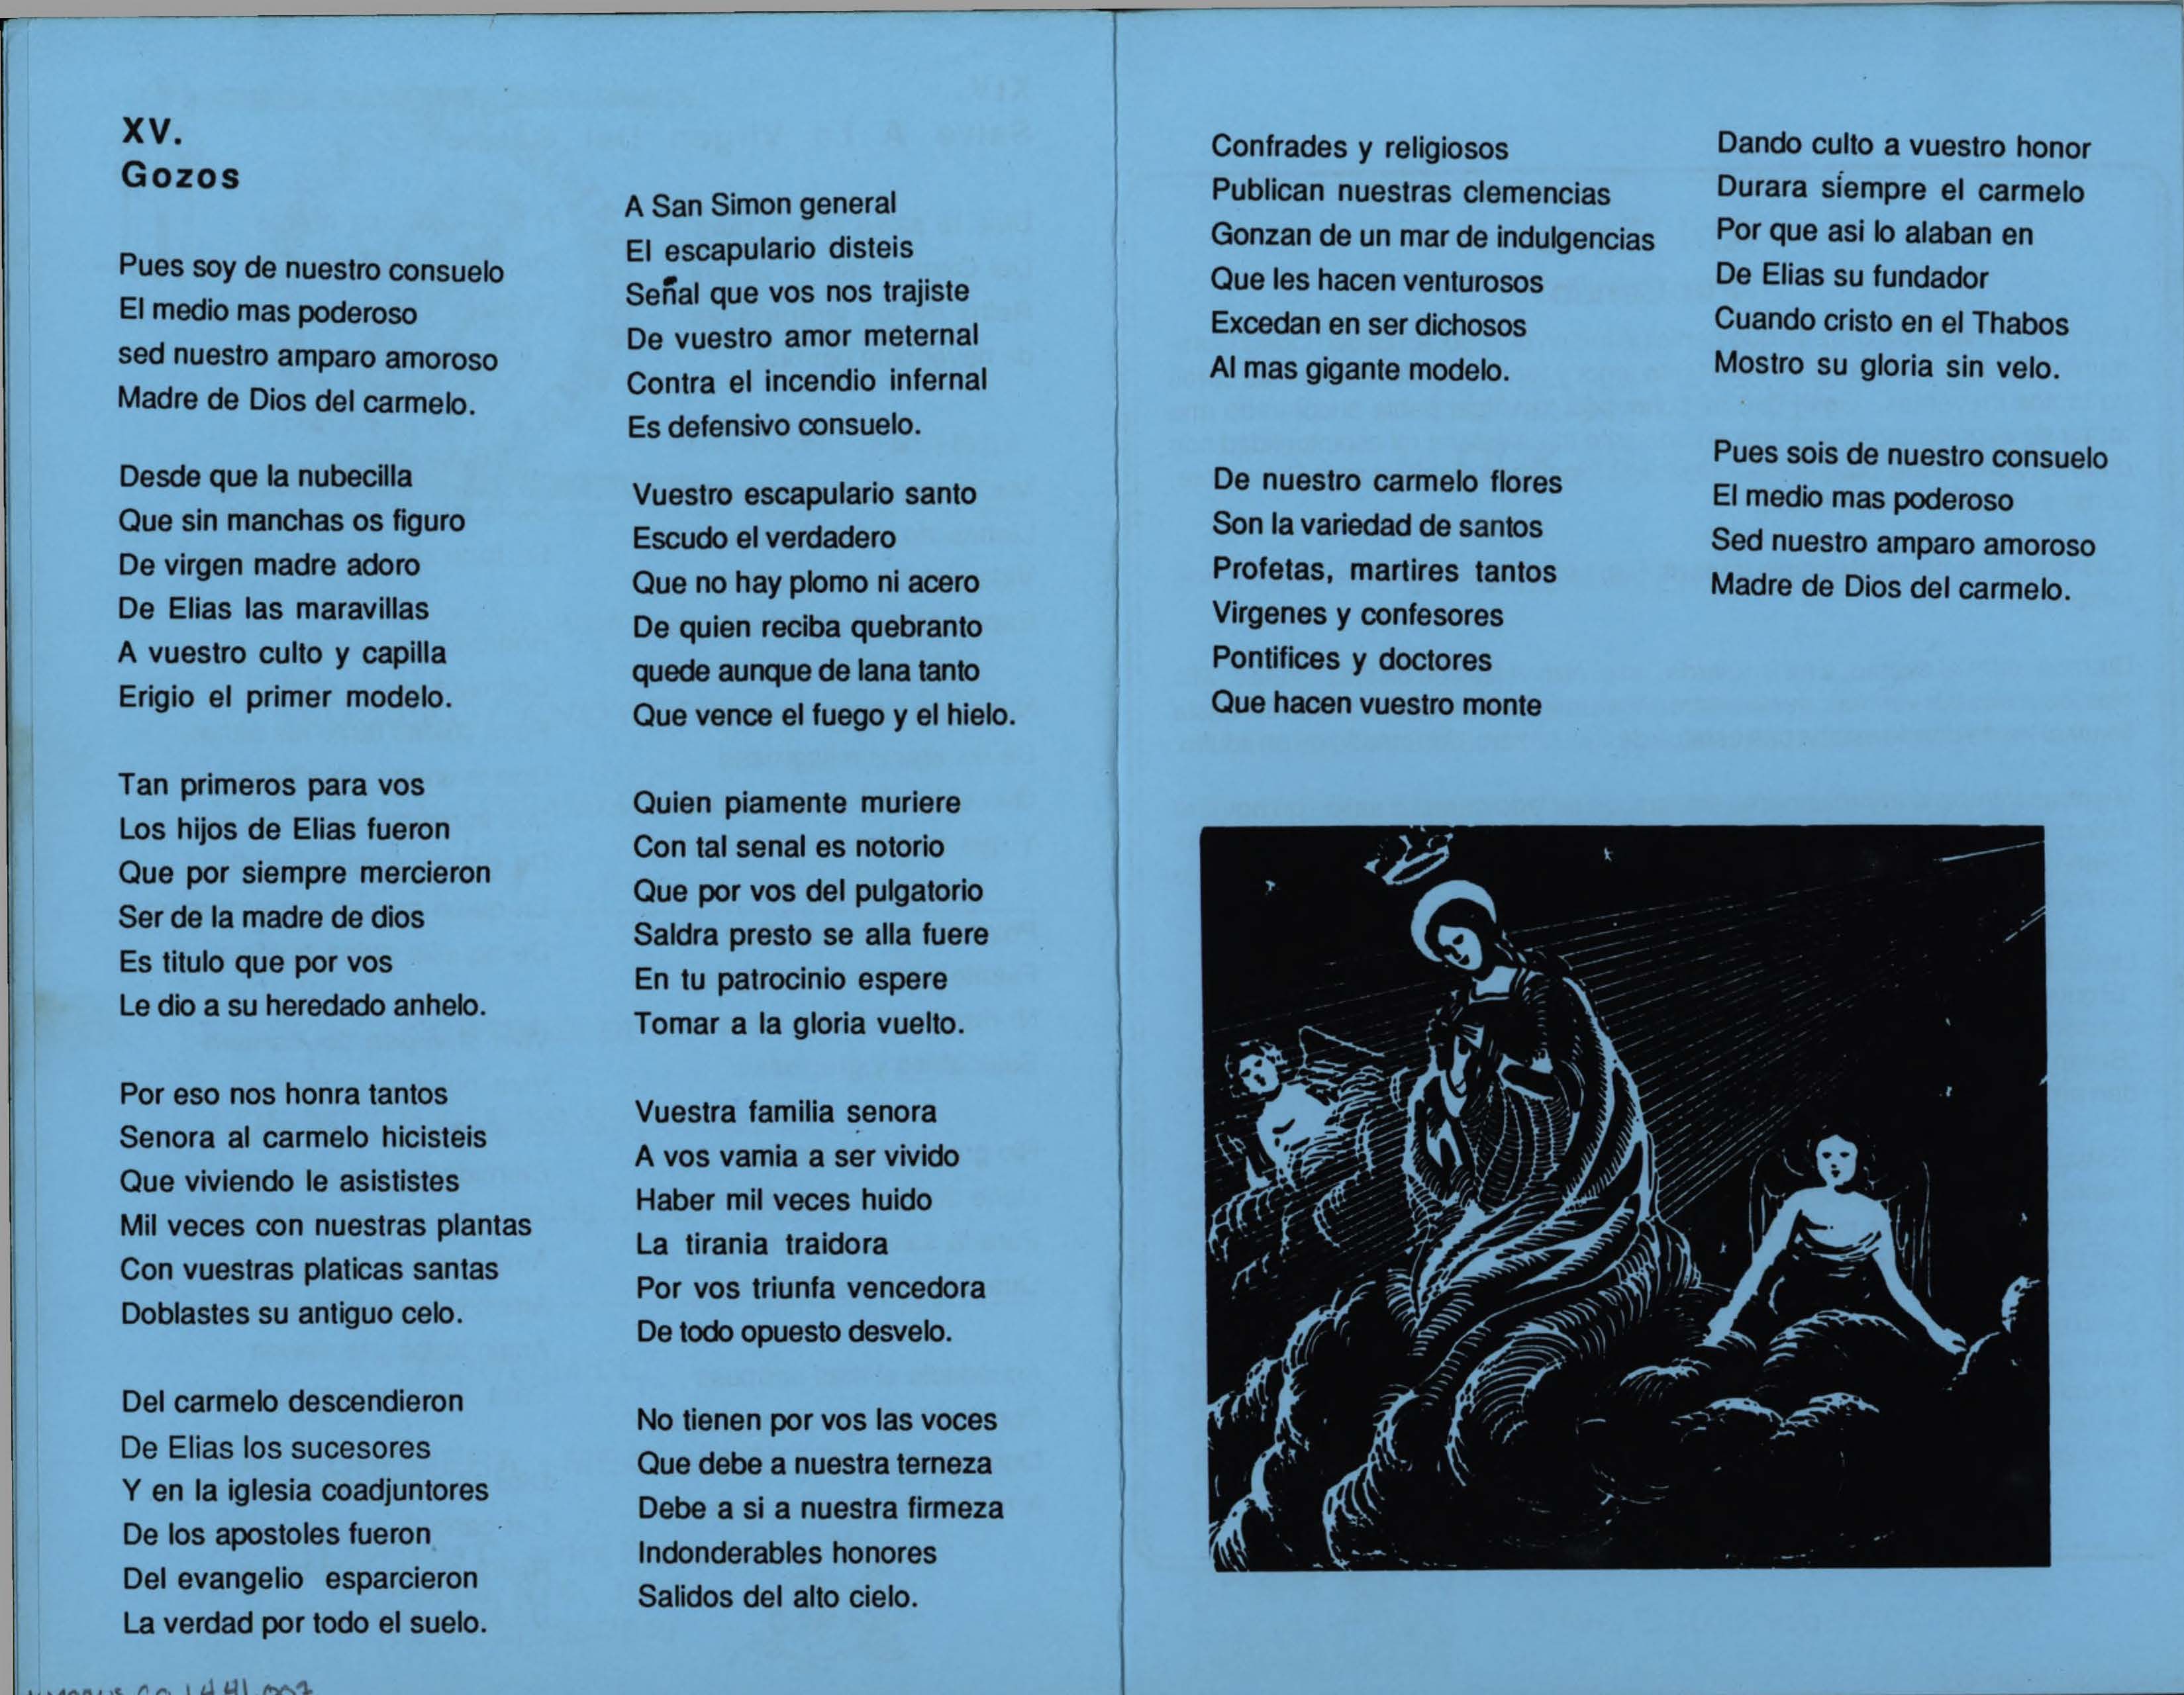 XV.
Gozos
Pues soy de nuestro consuelo
El medio mas poderoso
sed nuestro amparo amoroso
Madre de Dios del carmelo.
Desde que la nubecilla
Que sin manchas os figuro
De virgen madre adoro
De Elias las maravillas
A vuestro culto y capilla
Erigio el primer modelo.
Tan primeros para vos
Los hijos de Elias fueron
Que por siempre mercieron
Ser de la madre de dios
Es titulo que por vos
Le dio a su heredado anhelo.
Por eso nos honra tantos
Senora al carmelo hicisteis
Que viviendo le asististes
Mil veces con nuestras plantas
Con vuestras platicas santas
Doblastes su antiguo celo.
Del carmelo descendieron
De Elias los sucesores
Y en la iglesia coadjuntores
De los apostoles fueron
Del evangelio esparcieron
La verdad por todo el suelo.
A San Simon general
El escapulario disteis
Señal que vos nos trajiste
De vuestro amor meternal
Contra el incendio infernal
Es defensivo consuelo.
Vuestro escapulario santo
Escudo el verdadero
Que no hay plomo ni acero
De quien reciba quebranto
quede aunque de lana tanto
Que vence el fuego y el hielo.
Quien piamente muriere
Con tal senal es notorio
Que por vos del pulgatorio
Saldra presto se alla fuere
En tu patrocinio espere
Tomar a la gloria vuelto.
Vuestra familia senora
A vos vamia a ser vivido
Haber mil veces huido
La tirania traidora
Por vos triunfa vencedora
De todo opuesto desvelo.
No tienen por vos las voces
Que debe a nuestra terneza
Debe a si a nuestra firmeza
Indonderables honores
Salidos del alto cielo.
Confrades y religiosos
Publican nuestras clemencias
Gonzan de un mar de indulgencias
Que les hacen venturosos
Excedan en ser dichosos
Al mas gigante modelo.
De nuestro carmelo flores
Son la variedad de santos
Profetas, martires tantos
Virgenes y confesores
Pontifices y doctores
Que hacen vuestro monte
Dando culto a vuestro honor
Durara siempre el carmelo
Por que asi lo alaban en
De Elias su fundador
Cuando cristo en el Thabos
Mostro su gloria sin velo.
Pues sois de nuestro consuelo
El medio mas poderoso
Sed nuestro amparo amoroso
Madre de Dios del carmelo.